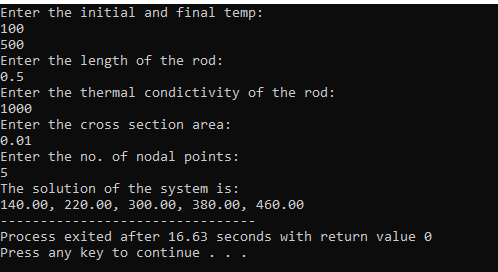 Enter the initial and final temp:
100
500
Enter the length of the rod:
0.5
Enter the thermal condictivity of the rod:
1000
Enter the cross section area:
0.01
Enter the no. of nodal points:
5
The solution of the system is:
140.00, 220.00, 300.00, 380.00, 460.00
--------------------------------
Process exited after 16.63 seconds with return value 0
Press any key to continue . . .